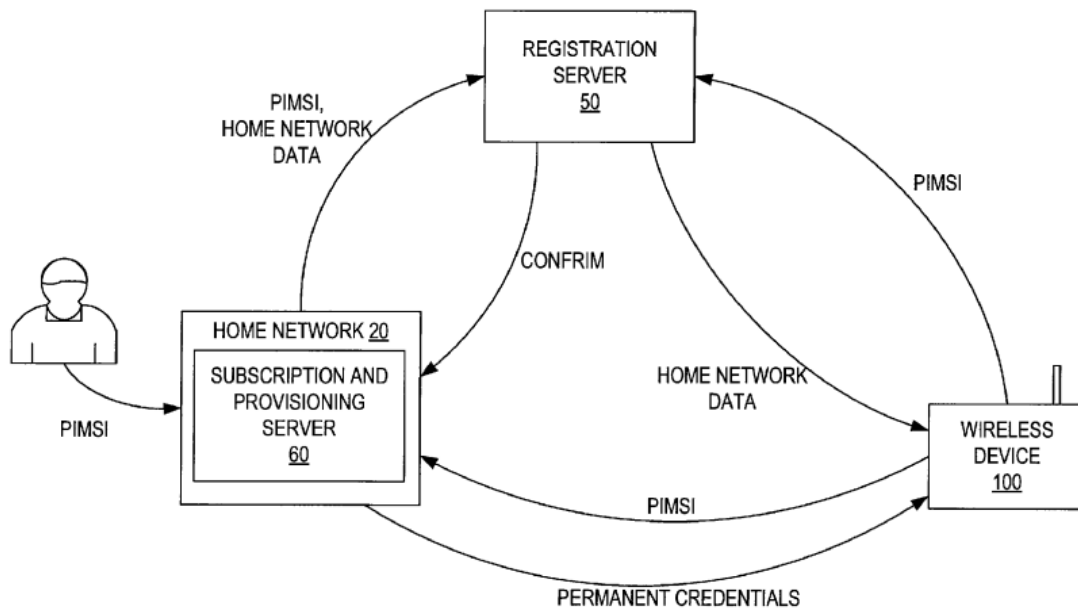 REGISTRATION
SERVER
50
PIMSI,
HOME NETWORK
DATA
PIMSI
CONFRIM
HOME NETWORK 20
SUBSCRIPTION AND
PROVISIONING
SERVER
60
PIMSI
HOME NETWORK
DATA
WIRELESS
DEVICE
100
PIMSI
PERMANENT CREDENTIALS